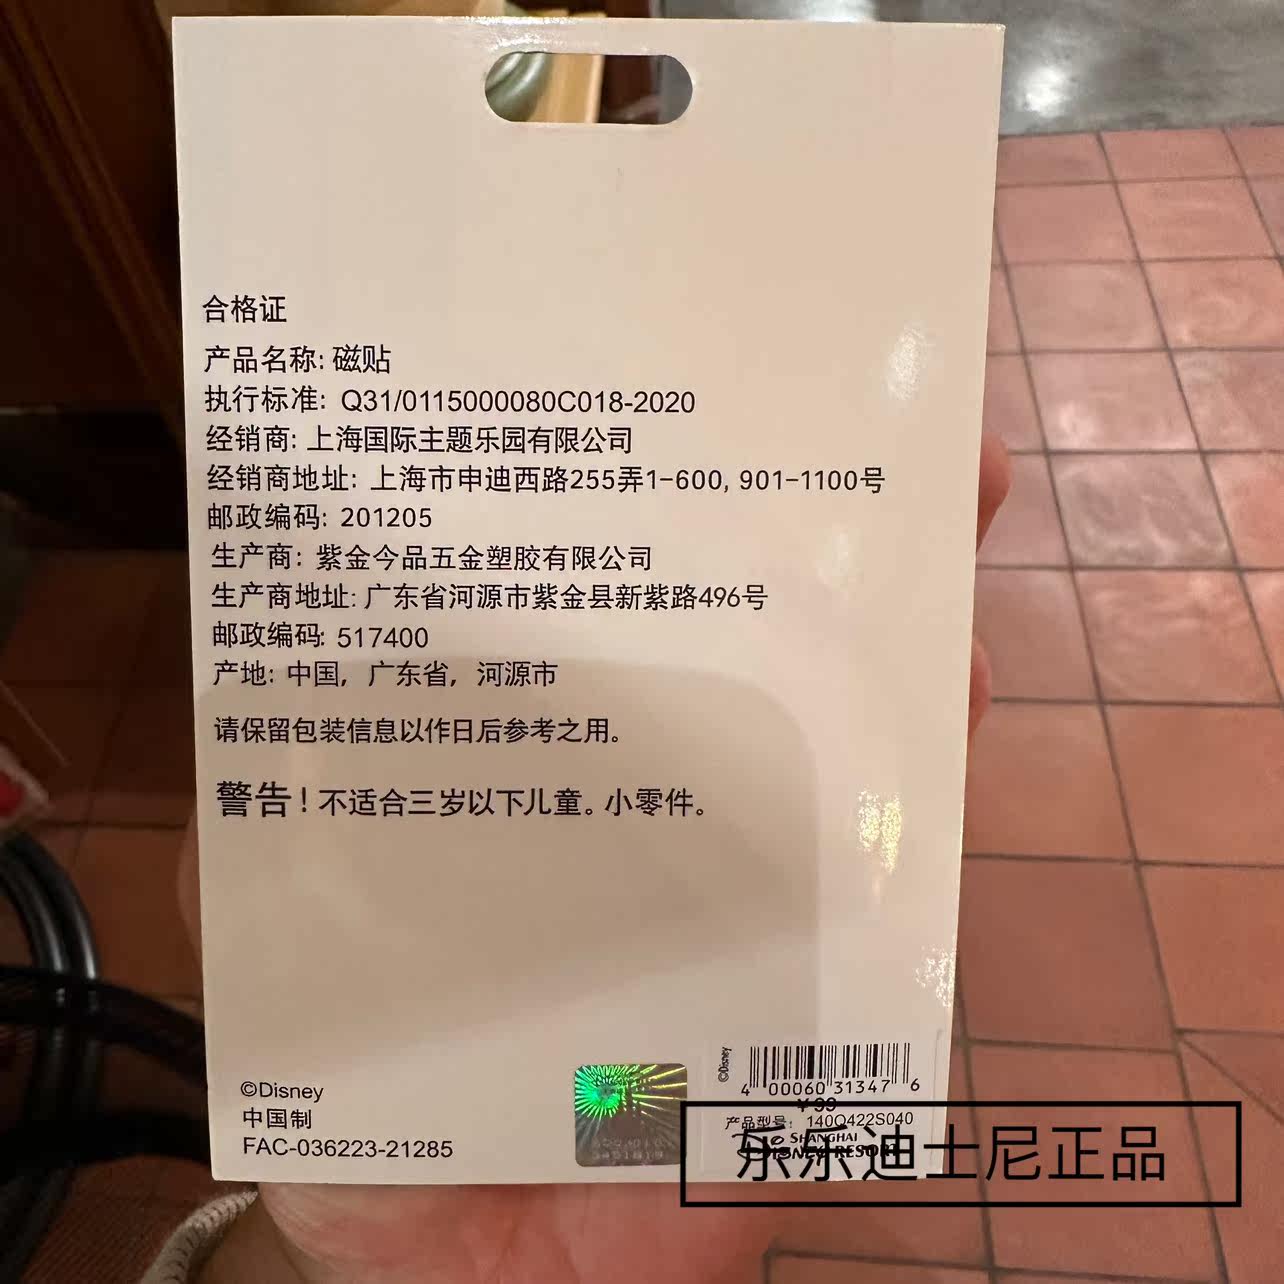 合格证
产品名称: 磁贴
执行标准: Q31/0115000080C018-2020
经销商: 上海国际主题乐园有限公司
经销商地址: 上海市申迪西路255弄1-600, 901-1100号
邮政编码: 201205
生产商: 紫金今品五金塑胶有限公司
生产商地址: 广东省河源市紫金县新紫路496号
邮政编码: 517400
产地: 中国, 广东省, 河源市
请保留包装信息以作日后参考之用。
警告! 不适合三岁以下儿童。小零件。
©Disney
中国制
FAC-036223-21285
©Disney
4 00060 31347 6
¥ 99
产品型号: 140Q422S040
SHANGHAI
DISNEY RESORT
乐乐迪士尼正品